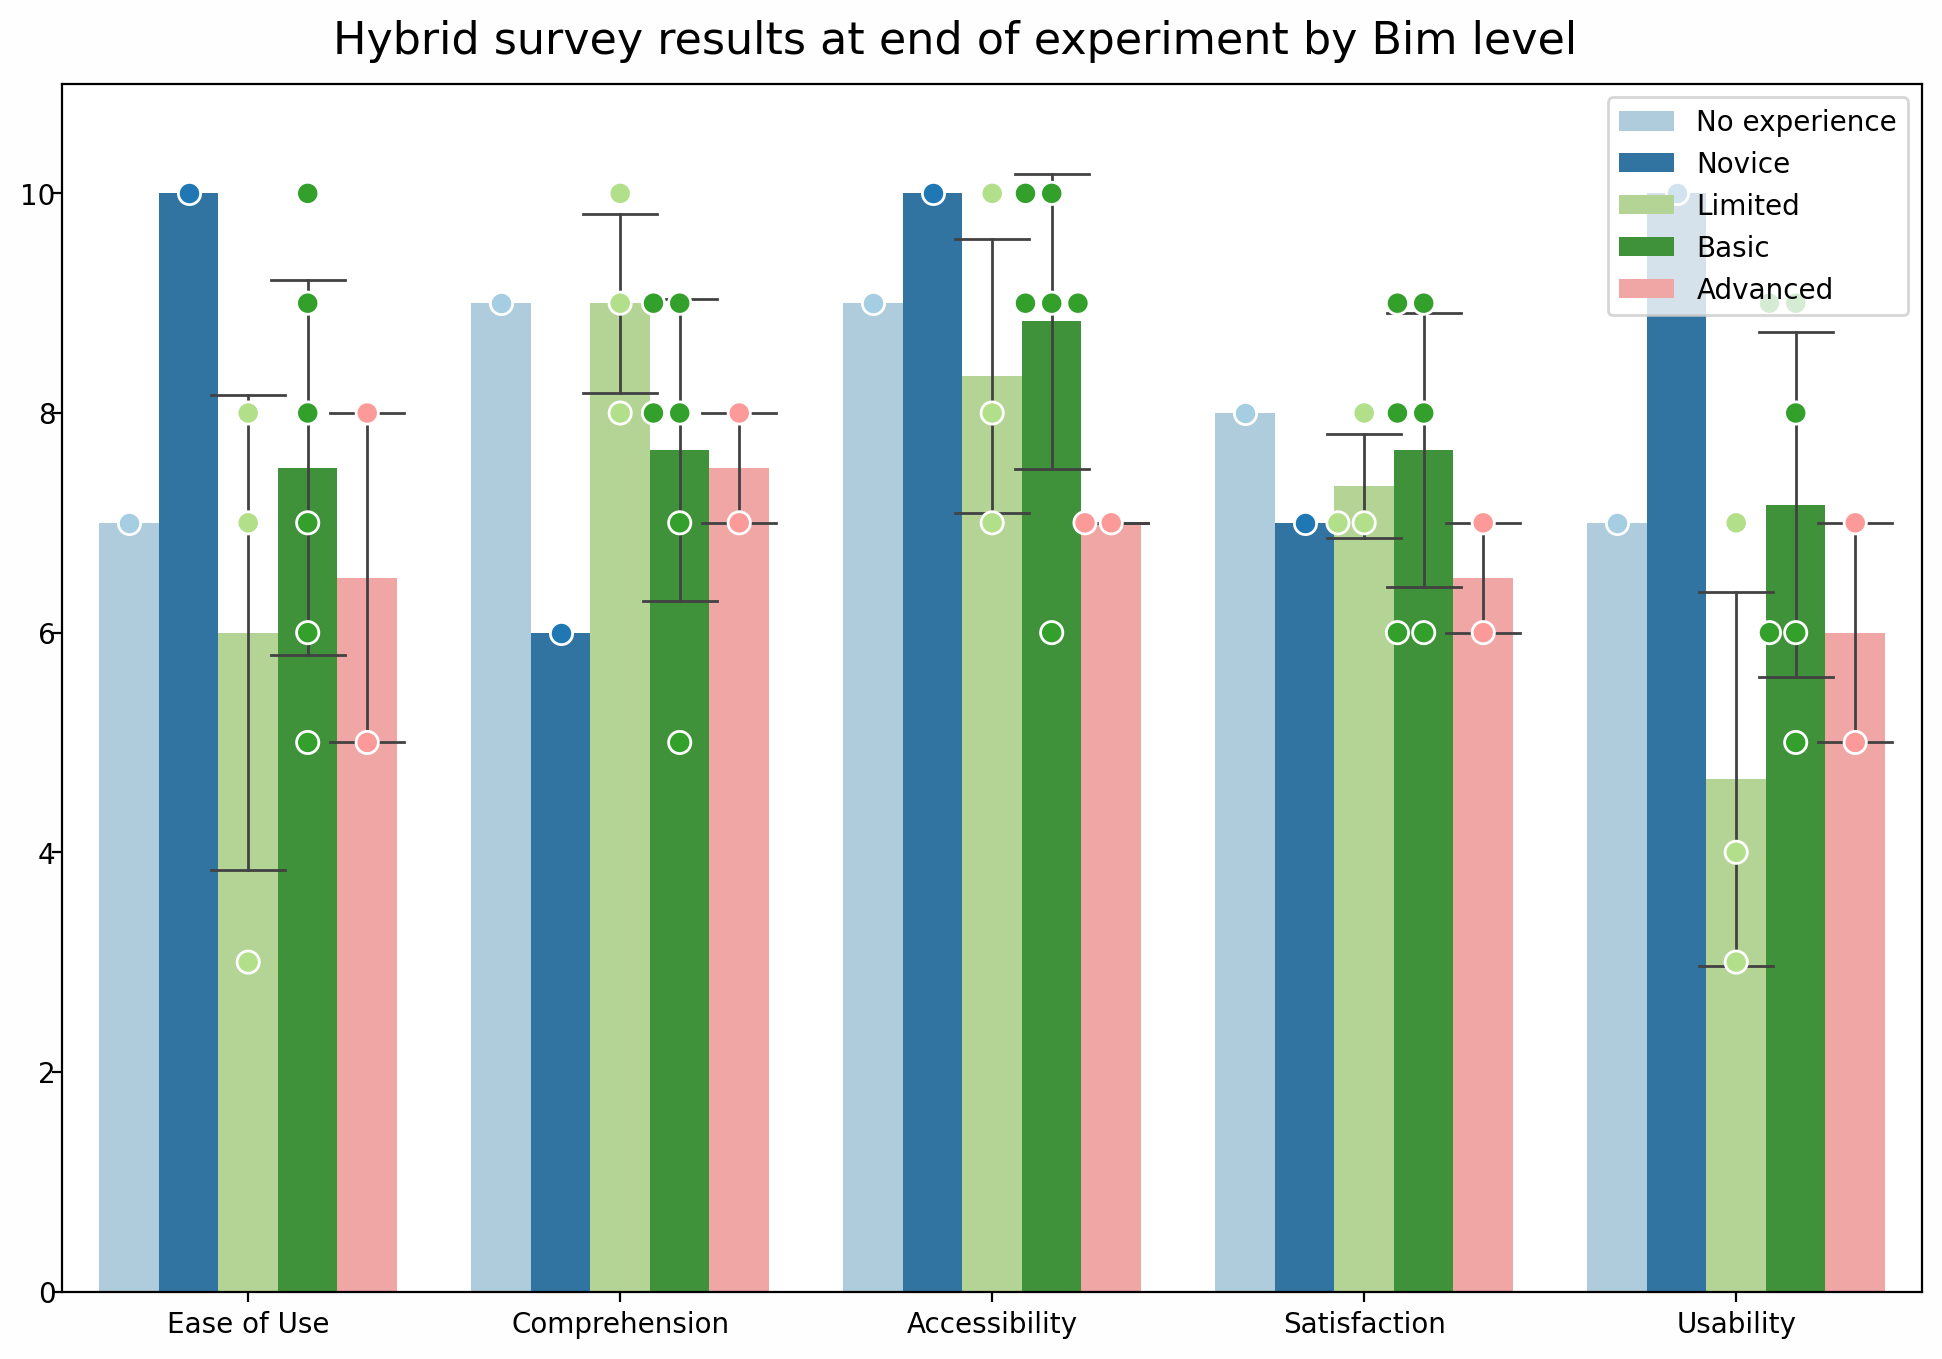 Hybrid survey results at end of experiment by Bim level
No experience
Novice
Limited
Basic
Advanced
10
8
6
4
2
0
Ease of Use
Comprehension
Accessibility
Satisfaction
Usability